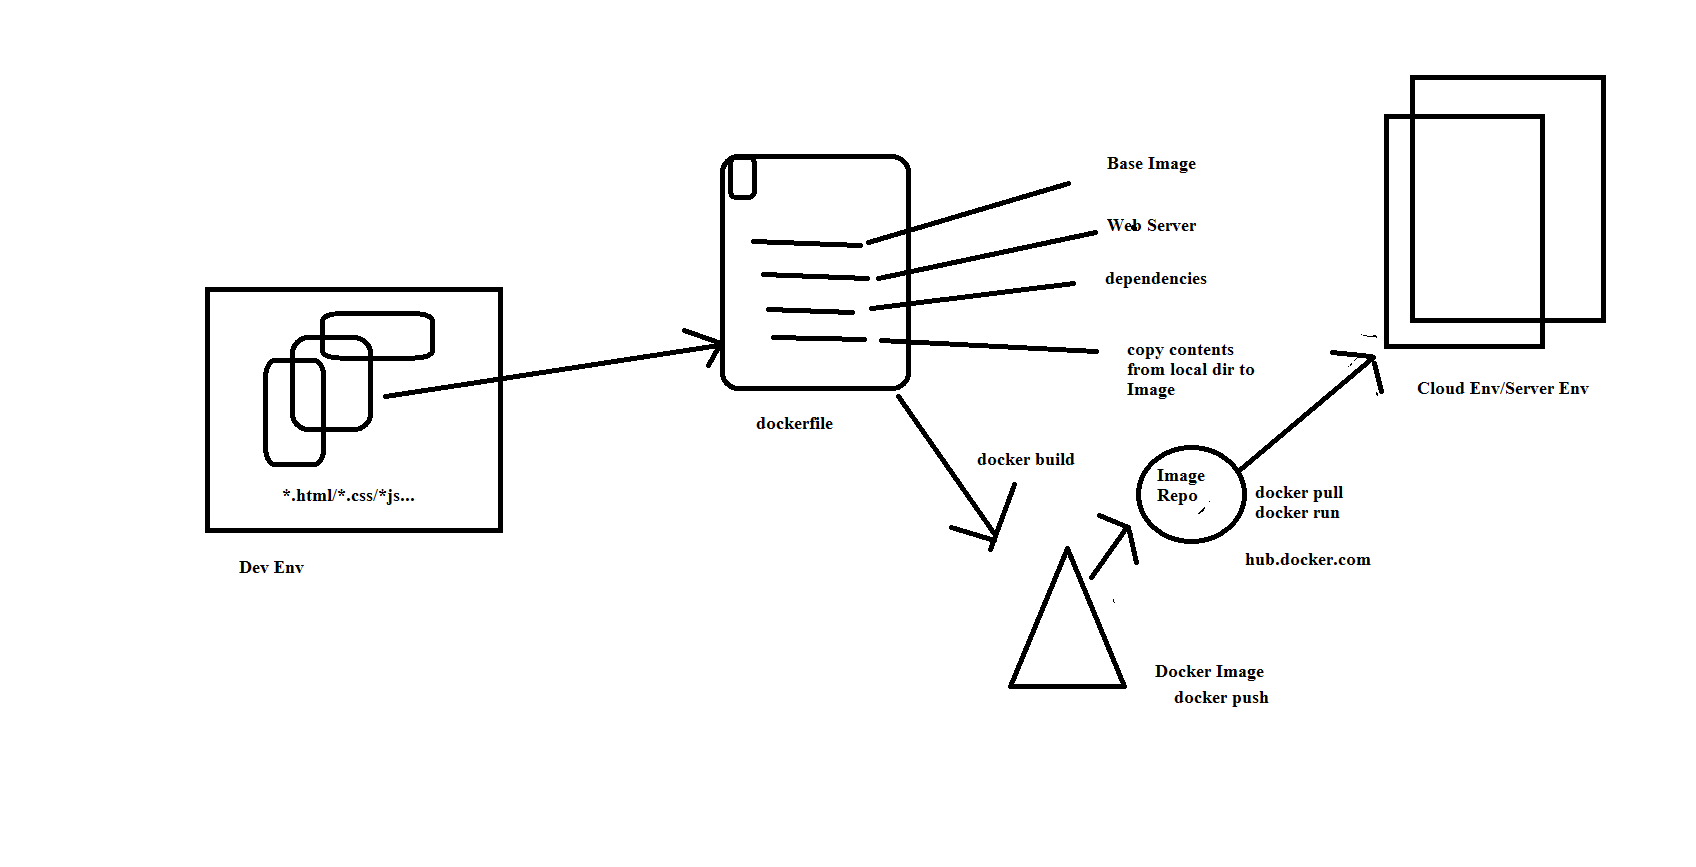 Base Image
Web Server
dependencies
copy contents
from local dir to
Image
Cloud Env/Server Env
dockerfile
docker build
Image
Repo
docker pull
docker run
*.html/*.css/*js...
hub.docker.com
Dev Env
Docker Image
docker push